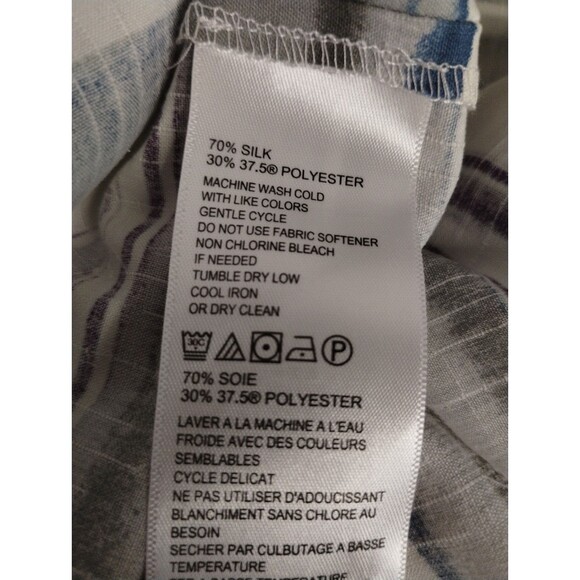 70% SILK
30% 37.5® POLYESTER
MACHINE WASH COLD
WITH LIKE COLORS
GENTLE CYCLE
DO NOT USE FABRIC SOFTENER
NON CHLORINE BLEACH
IF NEEDED
TUMBLE DRY LOW
COOL IRON
OR DRY CLEAN
30C P
70% SOIE
30% 37.5® POLYESTER
LAVER A LA MACHINE A L'EAU
FROIDE AVEC DES COULEURS
SEMBLABLES
CYCLE DELICAT
NE PAS UTILISER D'ADOUCISSANT
BLANCHIMENT SANS CHLORE AU
BESOIN
SECHER PAR CULBUTAGE A BASSE
TEMPERATURE